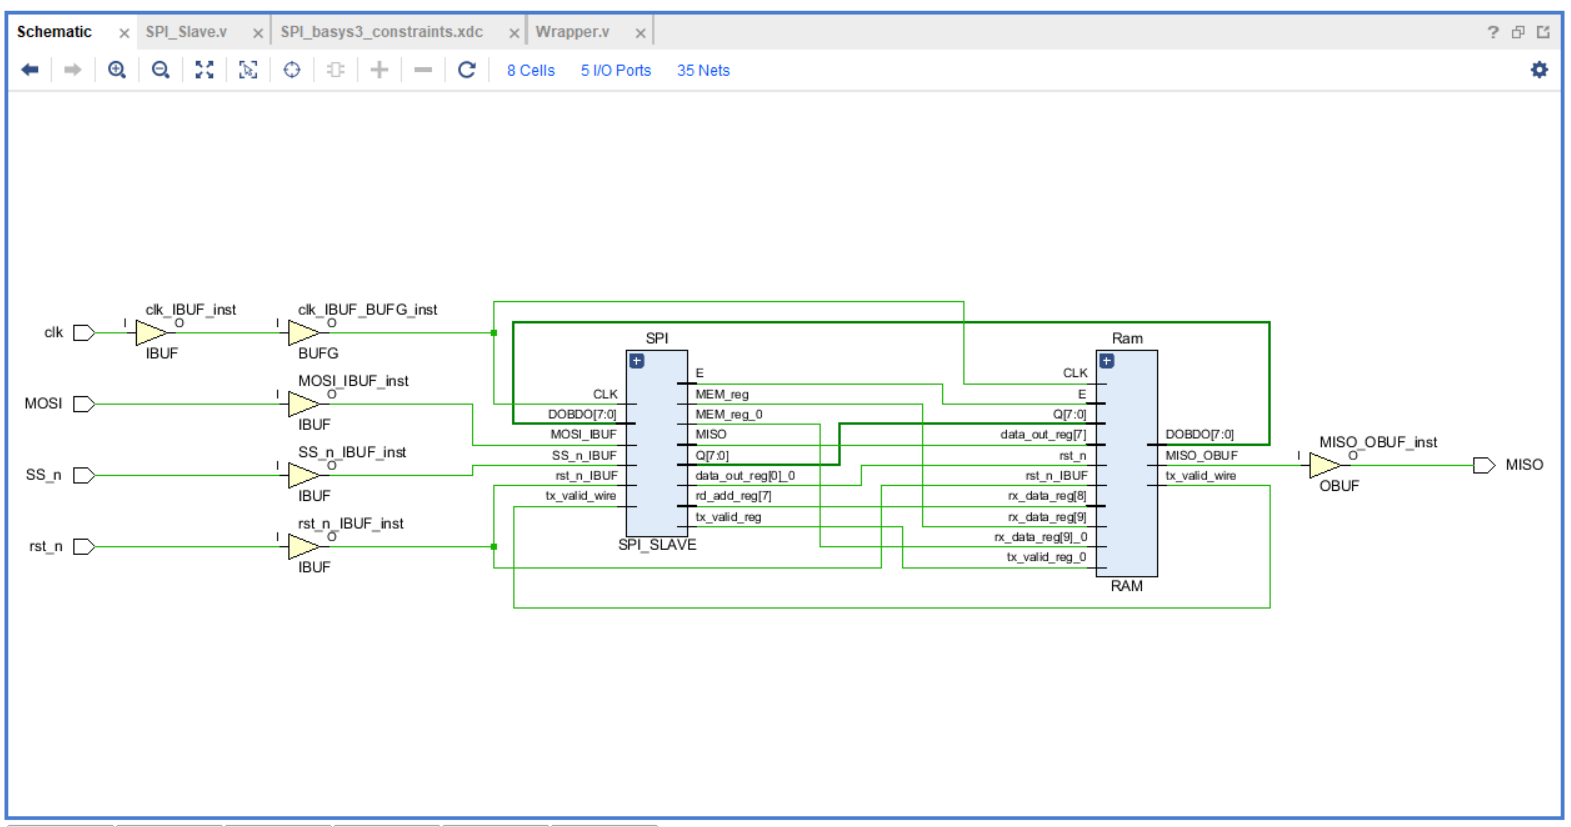 Schematic
SPI_Slave.v
SPI_basys3_constraints.xdc
Wrapper.v
8 Cells
5 I/O Ports
35 Nets
clk
I
clk_IBUF_inst
O
IBUF
I
clk_IBUF_BUFG_inst
O
BUFG
MOSI
I
MOSI_IBUF_inst
O
IBUF
SS_n
I
SS_n_IBUF_inst
O
IBUF
rst_n
I
rst_n_IBUF_inst
O
IBUF
SPI
CLK
DOBDO[7:0]
MOSI_IBUF
SS_n_IBUF
rst_n_IBUF
tx_valid_wire
E
MEM_reg
MEM_reg_0
MISO
Q[7:0]
data_out_reg[0]_0
rd_add_reg[7]
tx_valid_reg
SPI_SLAVE
Ram
CLK
E
Q[7:0]
data_out_reg[7]
rst_n
rst_n_IBUF
rx_data_reg[8]
rx_data_reg[9]
rx_data_reg[9]_0
tx_valid_reg_0
DOBDO[7:0]
MISO_OBUF
tx_valid_wire
RAM
I
MISO_OBUF_inst
O
OBUF
MISO